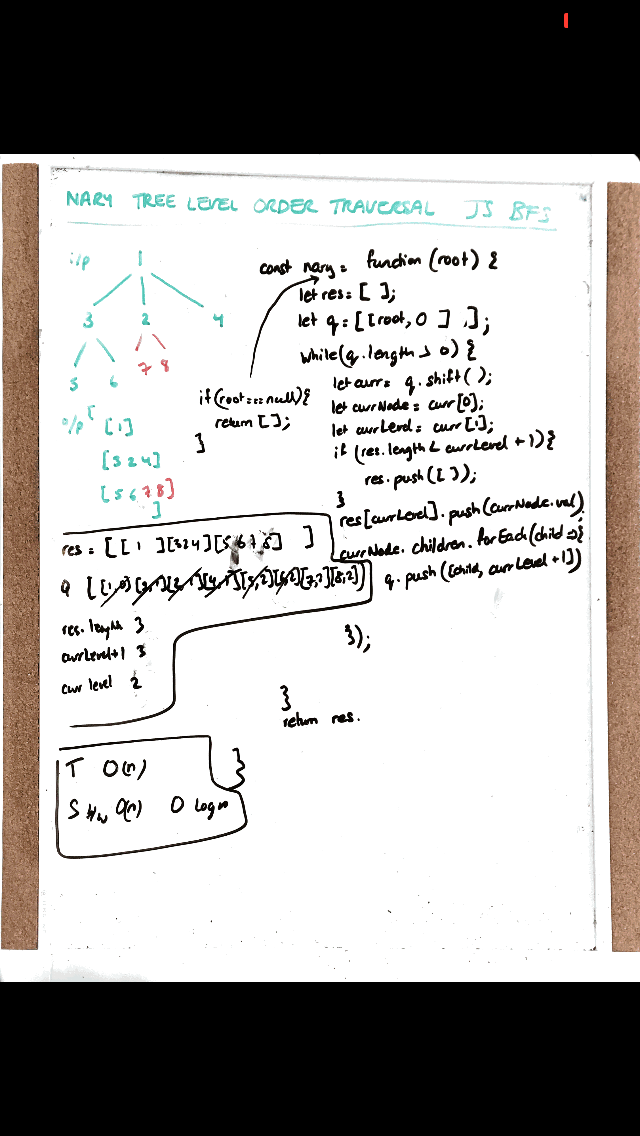 NARY TREE LEVEL ORDER TRAVERSAL JS BFS
i/p
1
3 2 4
5 6 7 8
o/p [
[1]
[3 2 4]
[5 6 7 8]
]
const nary = function (root) {
if (root === null) {
return [];
}
let res = [ ];
let q = [ [root, 0 ] ,];
while (q.length > 0) {
let curr = q.shift( );
let currNode = curr [0];
let currLevel = curr [1];
if (res.length < currLevel + 1) {
res.push ([ ]);
}
res[currLevel].push (currNode.val)
currNode.children.forEach(child => {
q.push ([child, currLevel + 1])
});
}
return res.
res = [ [ 1 ] [3 2 4] [5 6 7 8] ]
Q [ [1,0] [3,1] [2,1] [4,1] [5,2] [6,2] [7,2] [8,2] ]
res.length 3
currLevel+1 3
curr level 2
T O(n)
S O(n) O log n
}